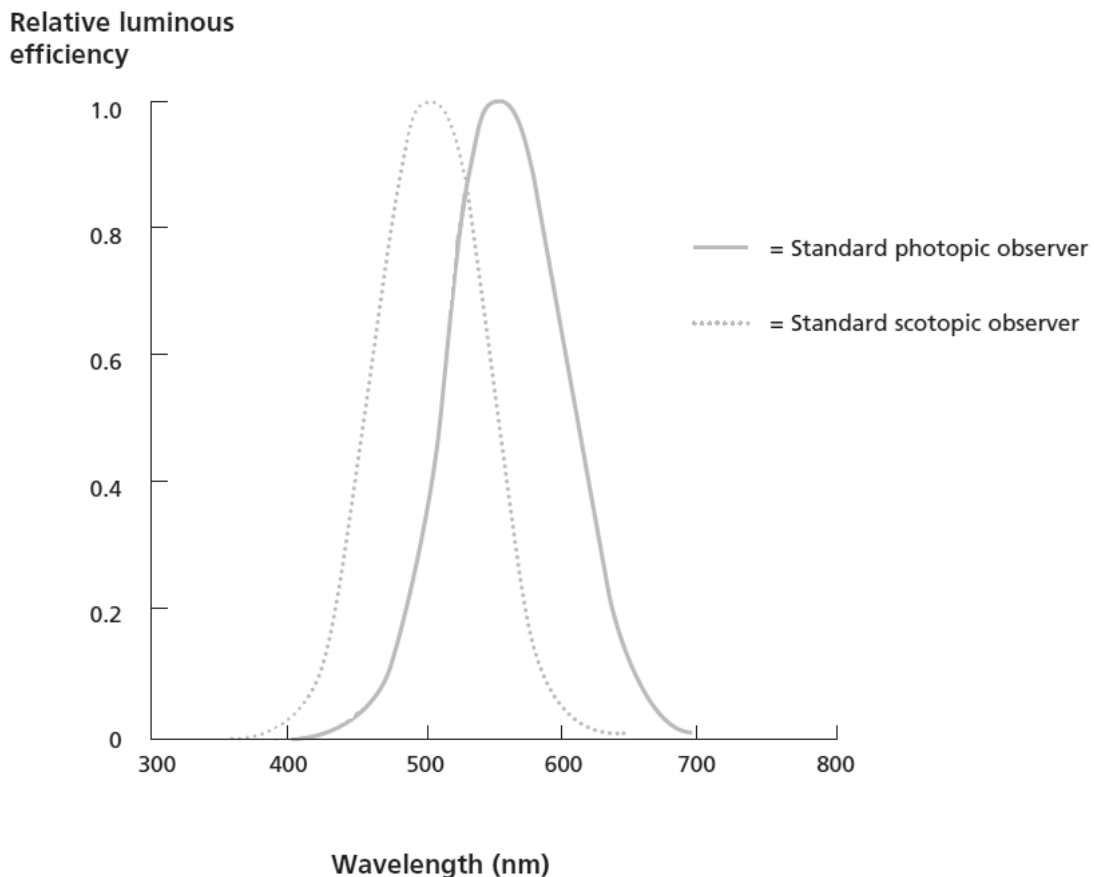 Relative luminous
efficiency
1.0
0.8
0.6
0.4
0.2
0
300 400 500 600 700 800
Wavelength (nm)
= Standard photopic observer
= Standard scotopic observer